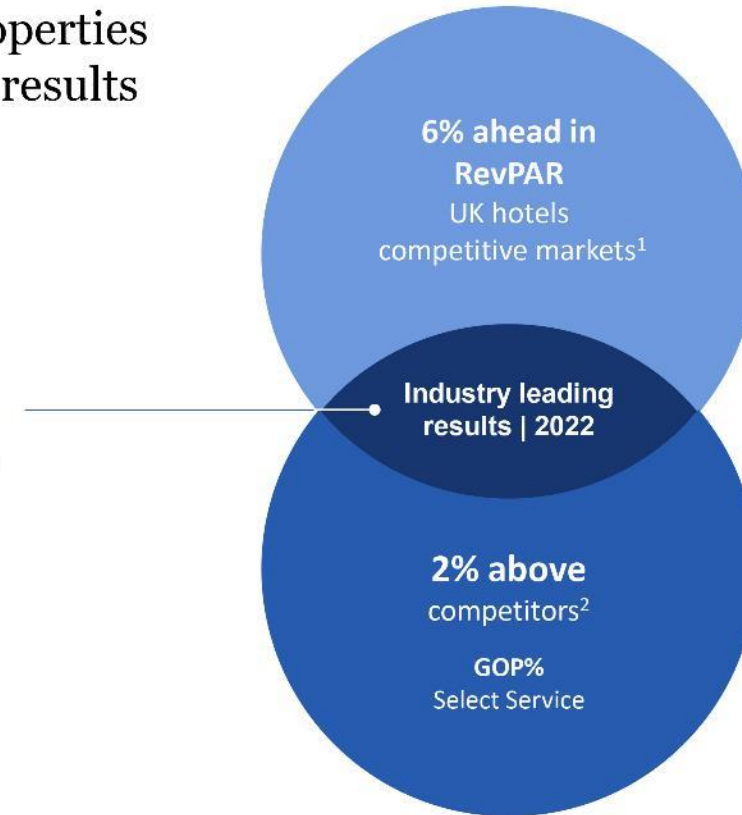 operties
results
6% ahead in
RevPAR
UK hotels
competitive markets¹
Industry leading
results | 2022
2% above
competitors²
GOP%
Select Service